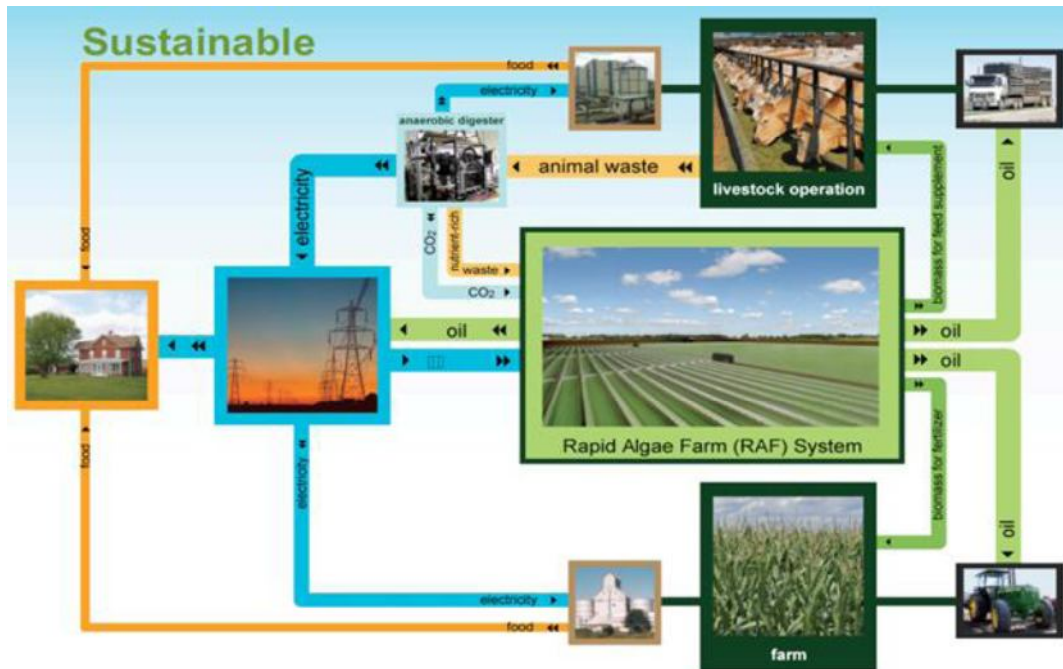 Sustainable
food
electricity
anaerobic digester
electricity
animal waste
livestock operation
oil
biomass for feed supplement
CO₂
nutrient-rich
waste
CO₂
food
oil
oil
oil
Rapid Algae Farm (RAF) System
biomass for fertilizer
oil
food
electricity
electricity
food
farm